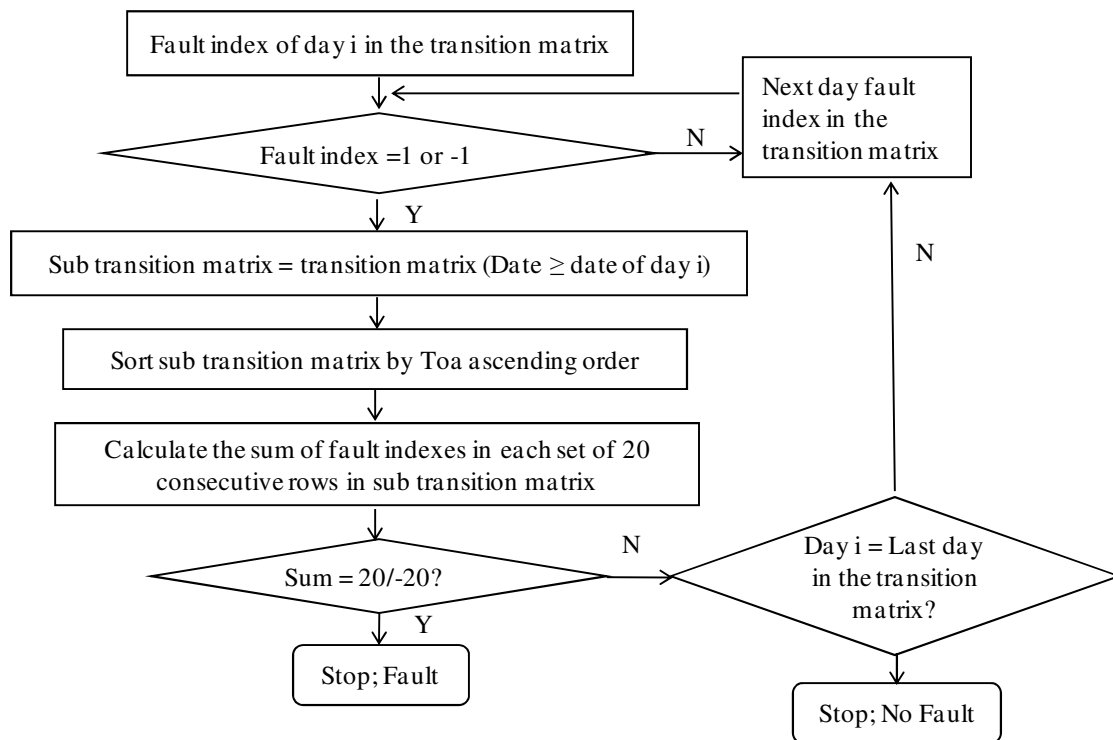 Fault index of day i in the transition matrix
Next day fault
index in the
transition matrix
Fault index =1 or -1
N
Y
Sub transition matrix = transition matrix (Date ≥ date of day i)
N
Sort sub transition matrix by Toa ascending order
Calculate the sum of fault indexes in each set of 20
consecutive rows in sub transition matrix
Sum = 20/-20?
N
Day i = Last day
in the transition
matrix?
Y
Stop; Fault
Stop; No Fault